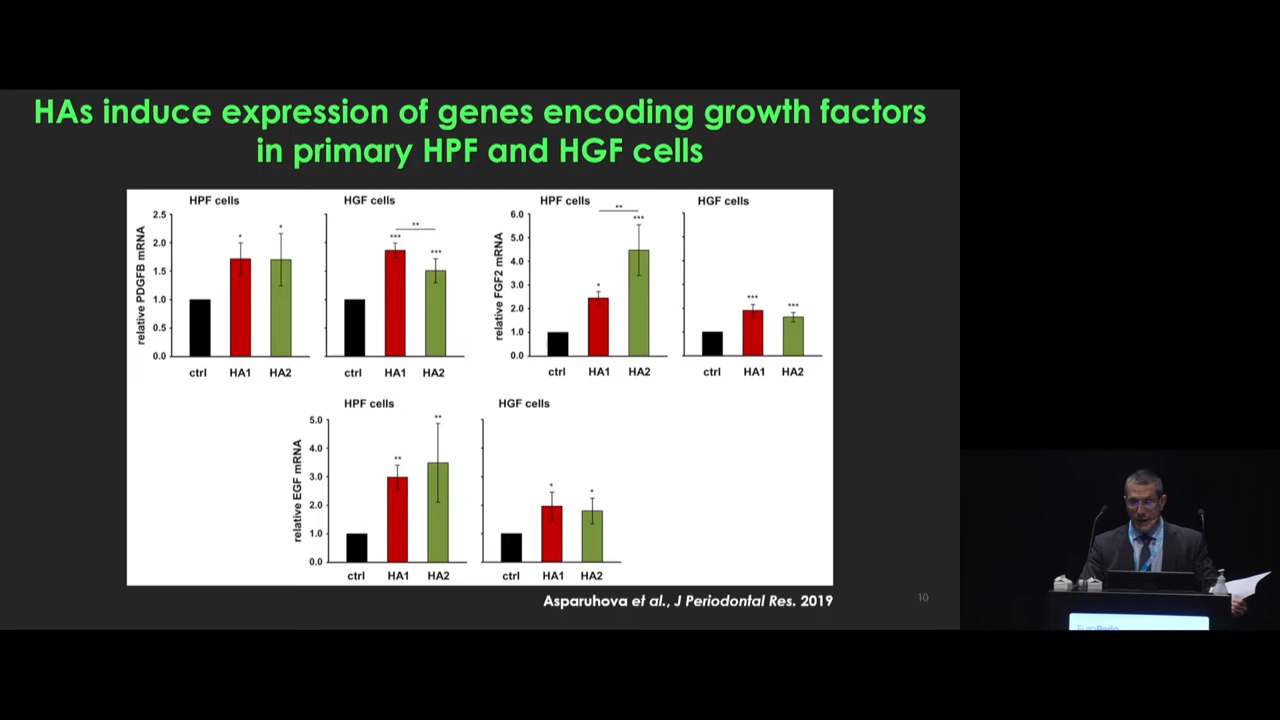 HAs induce expression of genes encoding growth factors
in primary HPF and HGF cells
HPF cells
HGF cells
relative PDGFB mRNA
2.5
2.0
1.5
1.0
0.5
0.0
*
*
***
**
***
ctrl
HA1
HA2
ctrl
HA1
HA2
HPF cells
HGF cells
relative FGF2 mRNA
6.0
5.0
4.0
3.0
2.0
1.0
0.0
*
**
***
***
***
ctrl
HA1
HA2
ctrl
HA1
HA2
HPF cells
HGF cells
relative EGF mRNA
5.0
4.0
3.0
2.0
1.0
0.0
**
**
*
*
ctrl
HA1
HA2
ctrl
HA1
HA2
Asparuhova et al., J Periodontal Res. 2019
10
EuroPerio